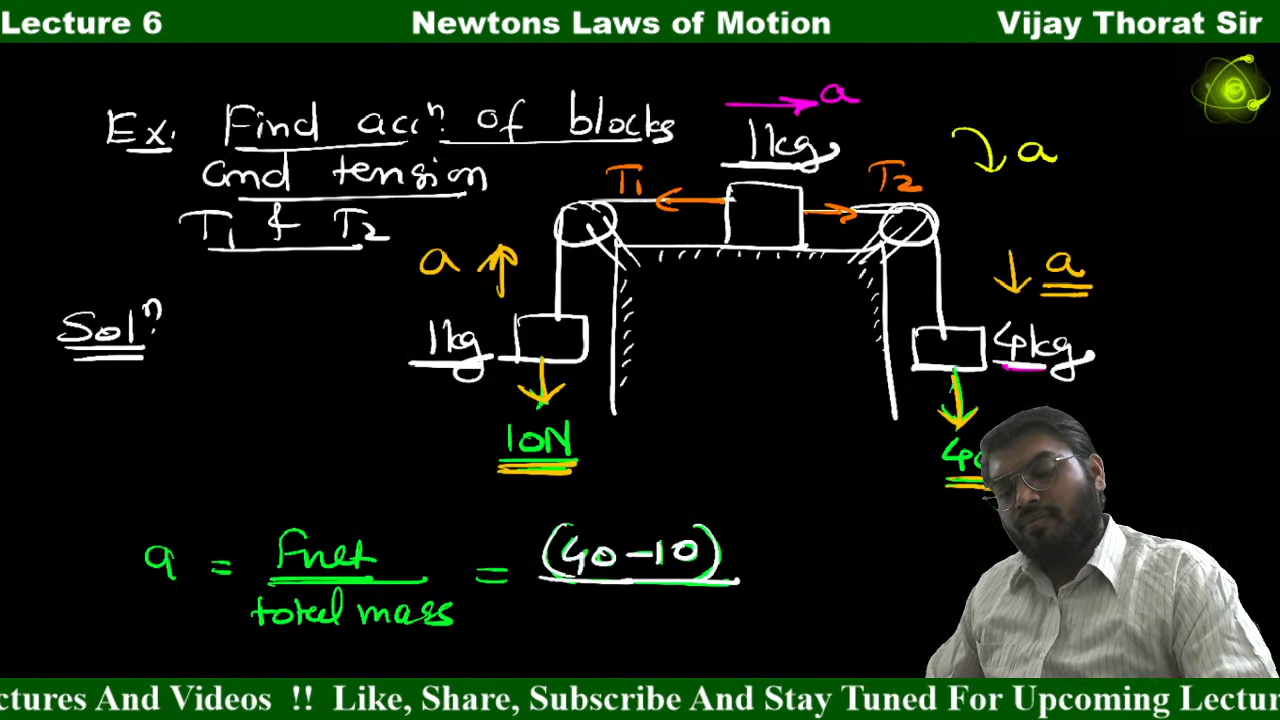 Lecture 6 Newtons Laws of Motion Vijay Thorat Sir
Ex. Find accⁿ. of blocks
and tension
T₁ & T₂
a
1kg
T₁
T₂
a
a
a
Solⁿ
1kg
4kg
10N
a = Fnet / total mass = (40-10)
ctures And Videos !! Like, Share, Subscribe And Stay Tuned For Upcoming Lectur